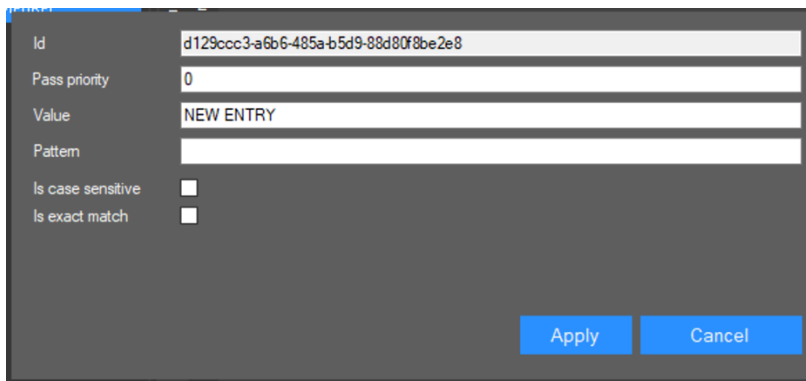 Id
d129ccc3-a6b6-485a-b5d9-88d80f8be2e8
Pass priority
0
Value
NEW ENTRY
Pattern
Is case sensitive
Is exact match
Apply
Cancel